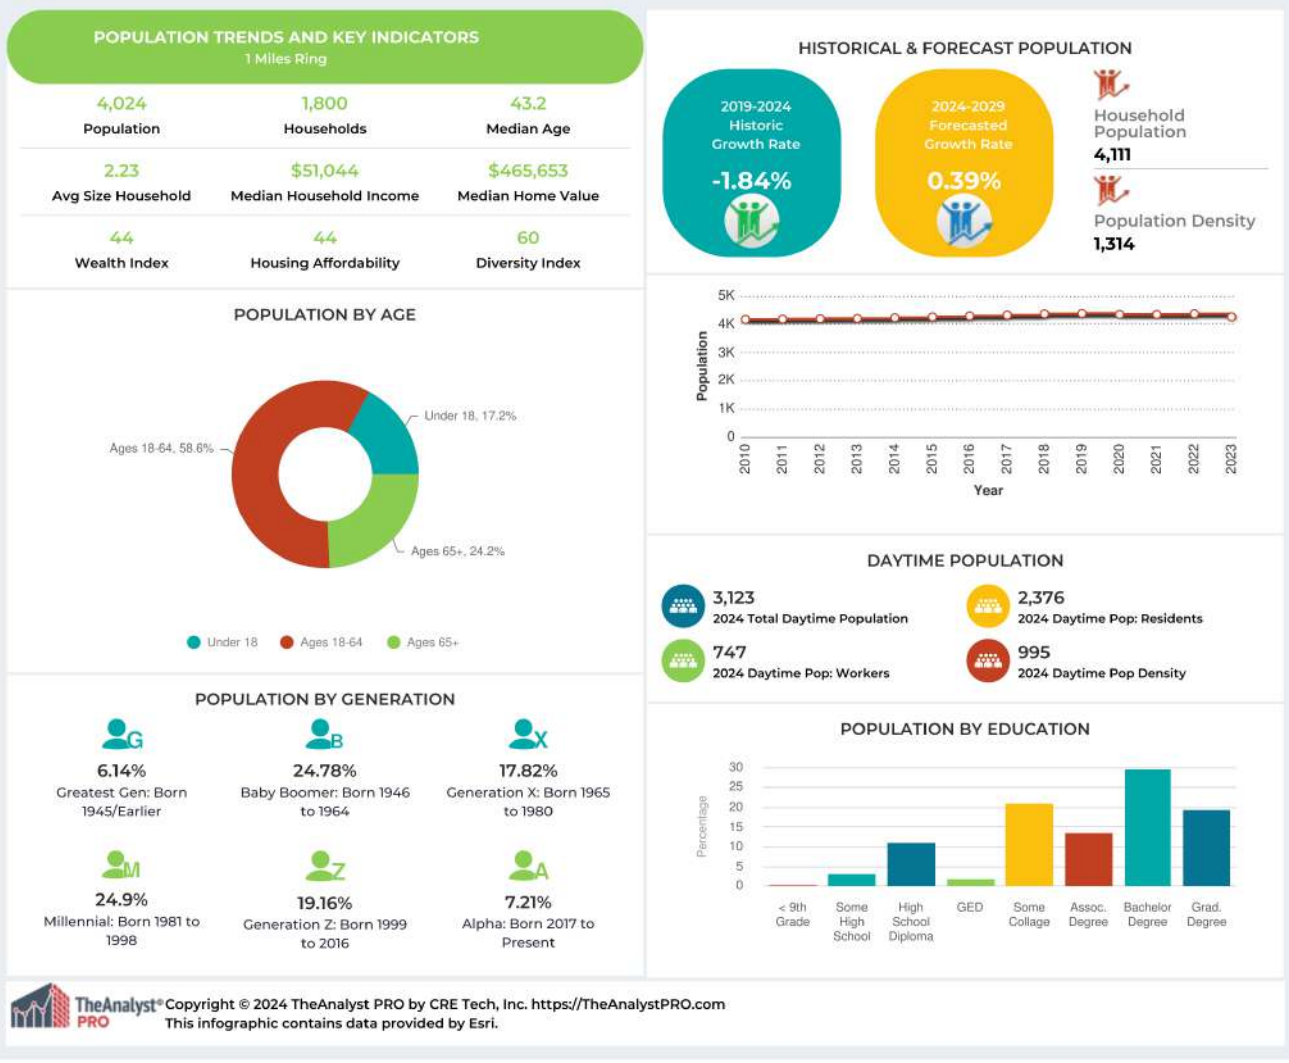 POPULATION TRENDS AND KEY INDICATORS
1 Miles Ring
4,024
Population
1,800
Households
43.2
Median Age
2.23
Avg Size Household
$51,044
Median Household Income
$465,653
Median Home Value
44
Wealth Index
44
Housing Affordability
60
Diversity Index
HISTORICAL & FORECAST POPULATION
2019-2024
Historic
Growth Rate
-1.84%
2024-2029
Forecasted
Growth Rate
0.39%
Household
Population
4,111
Population Density
1,314
POPULATION BY AGE
Under 18, 17.2%
Ages 18-64, 58.6%
Ages 65+, 24.2%
Under 18
Ages 18-64
Ages 65+
5K
4K
3K
2K
1K
0
Population
2010
2011
2012
2013
2014
2015
2016
2017
2018
2019
2020
2021
2022
2023
Year
DAYTIME POPULATION
3,123
2024 Total Daytime Population
2,376
2024 Daytime Pop: Residents
747
2024 Daytime Pop: Workers
995
2024 Daytime Pop Density
POPULATION BY GENERATION
G
6.14%
Greatest Gen: Born
1945/Earlier
B
24.78%
Baby Boomer: Born 1946
to 1964
X
17.82%
Generation X: Born 1965
to 1980
M
24.9%
Millennial: Born 1981 to
1998
Z
19.16%
Generation Z: Born 1999
to 2016
A
7.21%
Alpha: Born 2017 to
Present
POPULATION BY EDUCATION
30
25
20
15
10
5
0
Percentage
< 9th
Grade
Some
High
School
High
School
Diploma
GED
Some
Collage
Assoc.
Degree
Bachelor
Degree
Grad.
Degree
TheAnalyst®
PRO
Copyright © 2024 TheAnalyst PRO by CRE Tech, Inc. https://TheAnalystPRO.com
This infographic contains data provided by Esri.